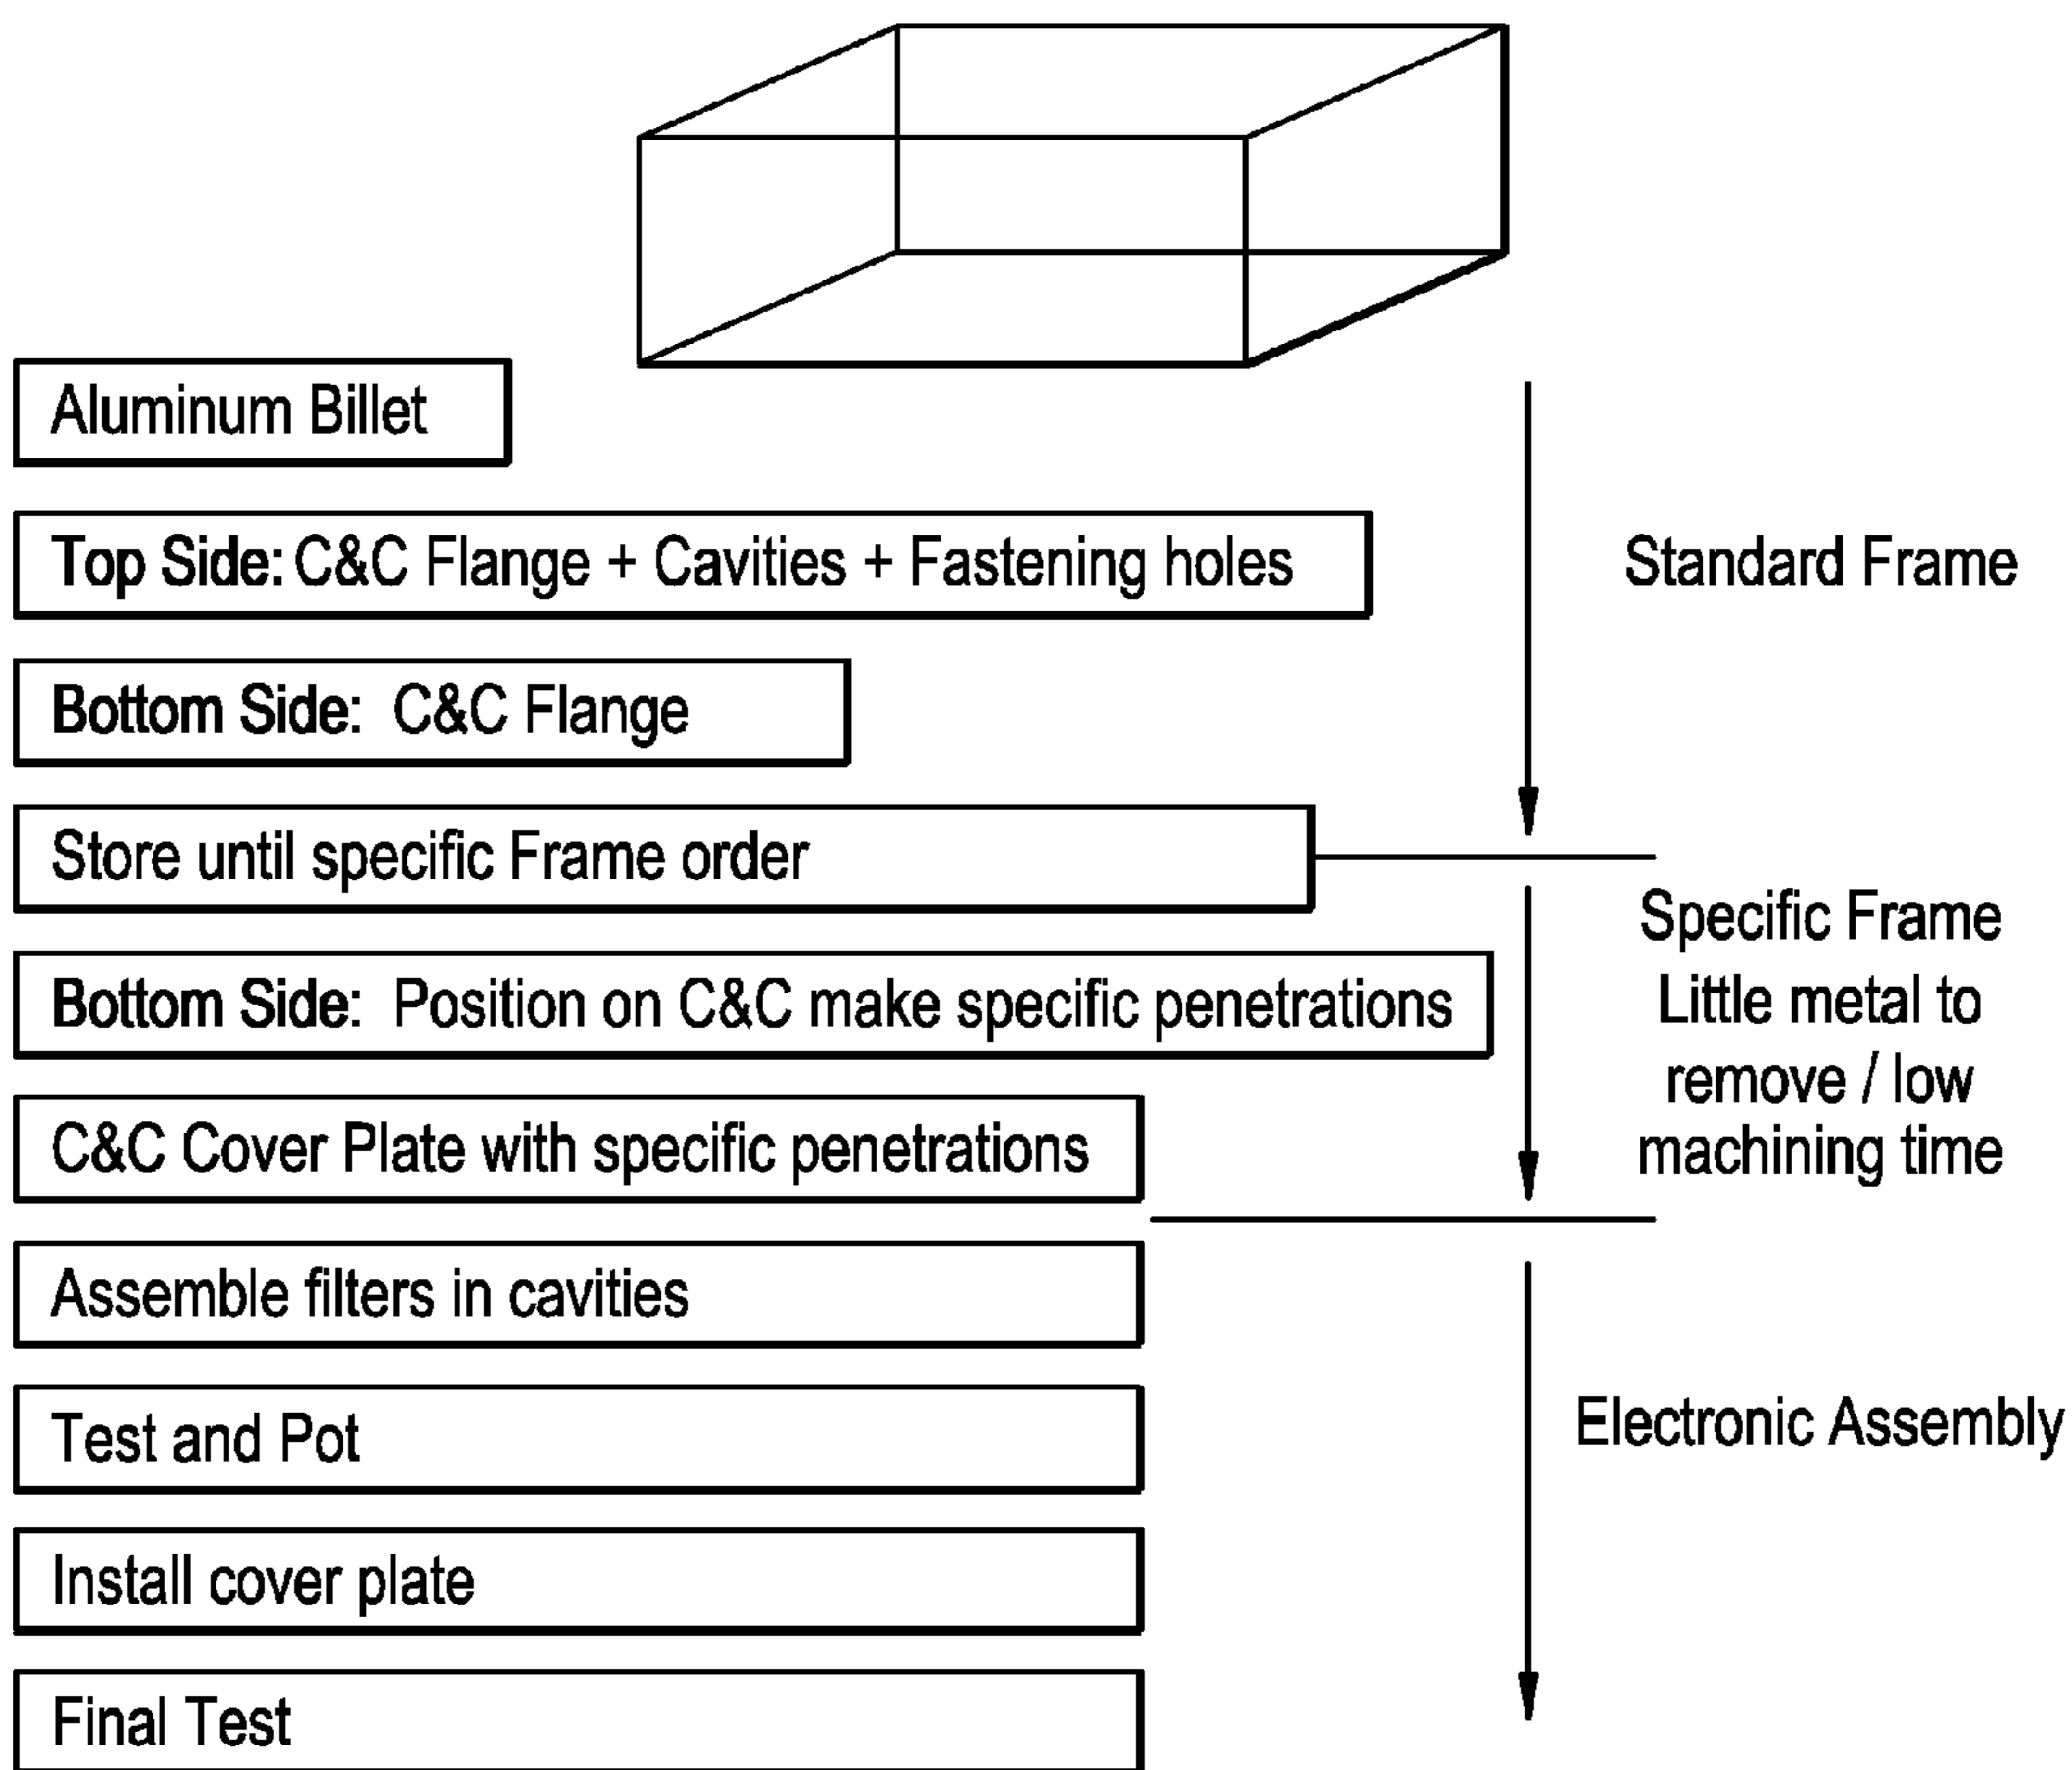 Aluminum Billet
Top Side: C&C Flange + Cavities + Fastening holes
Standard Frame
Bottom Side: C&C Flange
Store until specific Frame order
Specific Frame
Little metal to
remove / low
machining time
Bottom Side: Position on C&C make specific penetrations
C&C Cover Plate with specific penetrations
Assemble filters in cavities
Test and Pot
Electronic Assembly
Install cover plate
Final Test